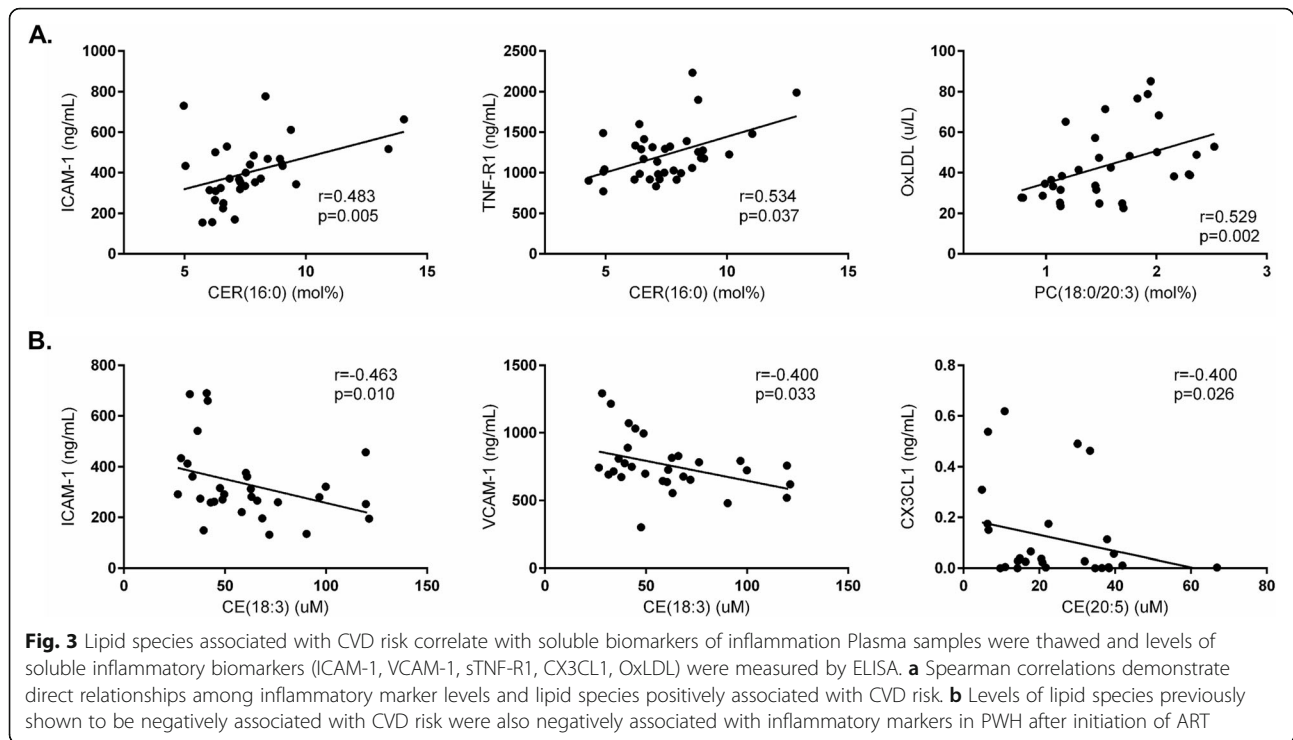 A.
1000
800
600
400
200
0
ICAM-1 (ng/mL)
r=0.483
p=0.005
5 10 15
CER(16:0) (mol%)
2500
2000
1500
1000
500
0
TNF-R1 (ng/mL)
r=0.534
p=0.037
5 10 15
CER(16:0) (mol%)
100
80
60
40
20
0
OxLDL (u/L)
r=0.529
p=0.002
1 2 3
PC(18:0/20:3) (mol%)
B.
800
600
400
200
0
ICAM-1 (ng/mL)
r=-0.463
p=0.010
0 50 100 150
CE(18:3) (uM)
1500
1000
500
0
VCAM-1 (ng/mL)
r=-0.400
p=0.033
0 50 100 150
CE(18:3) (uM)
0.8
0.6
0.4
0.2
0.0
CX3CL1 (ng/mL)
r=-0.400
p=0.026
0 20 40 60 80
CE(20:5) (uM)
Fig. 3 Lipid species associated with CVD risk correlate with soluble biomarkers of inflammation Plasma samples were thawed and levels of
soluble inflammatory biomarkers (ICAM-1, VCAM-1, sTNF-R1, CX3CL1, OxLDL) were measured by ELISA. a Spearman correlations demonstrate
direct relationships among inflammatory marker levels and lipid species positively associated with CVD risk. b Levels of lipid species previously
shown to be negatively associated with CVD risk were also negatively associated with inflammatory markers in PWH after initiation of ART